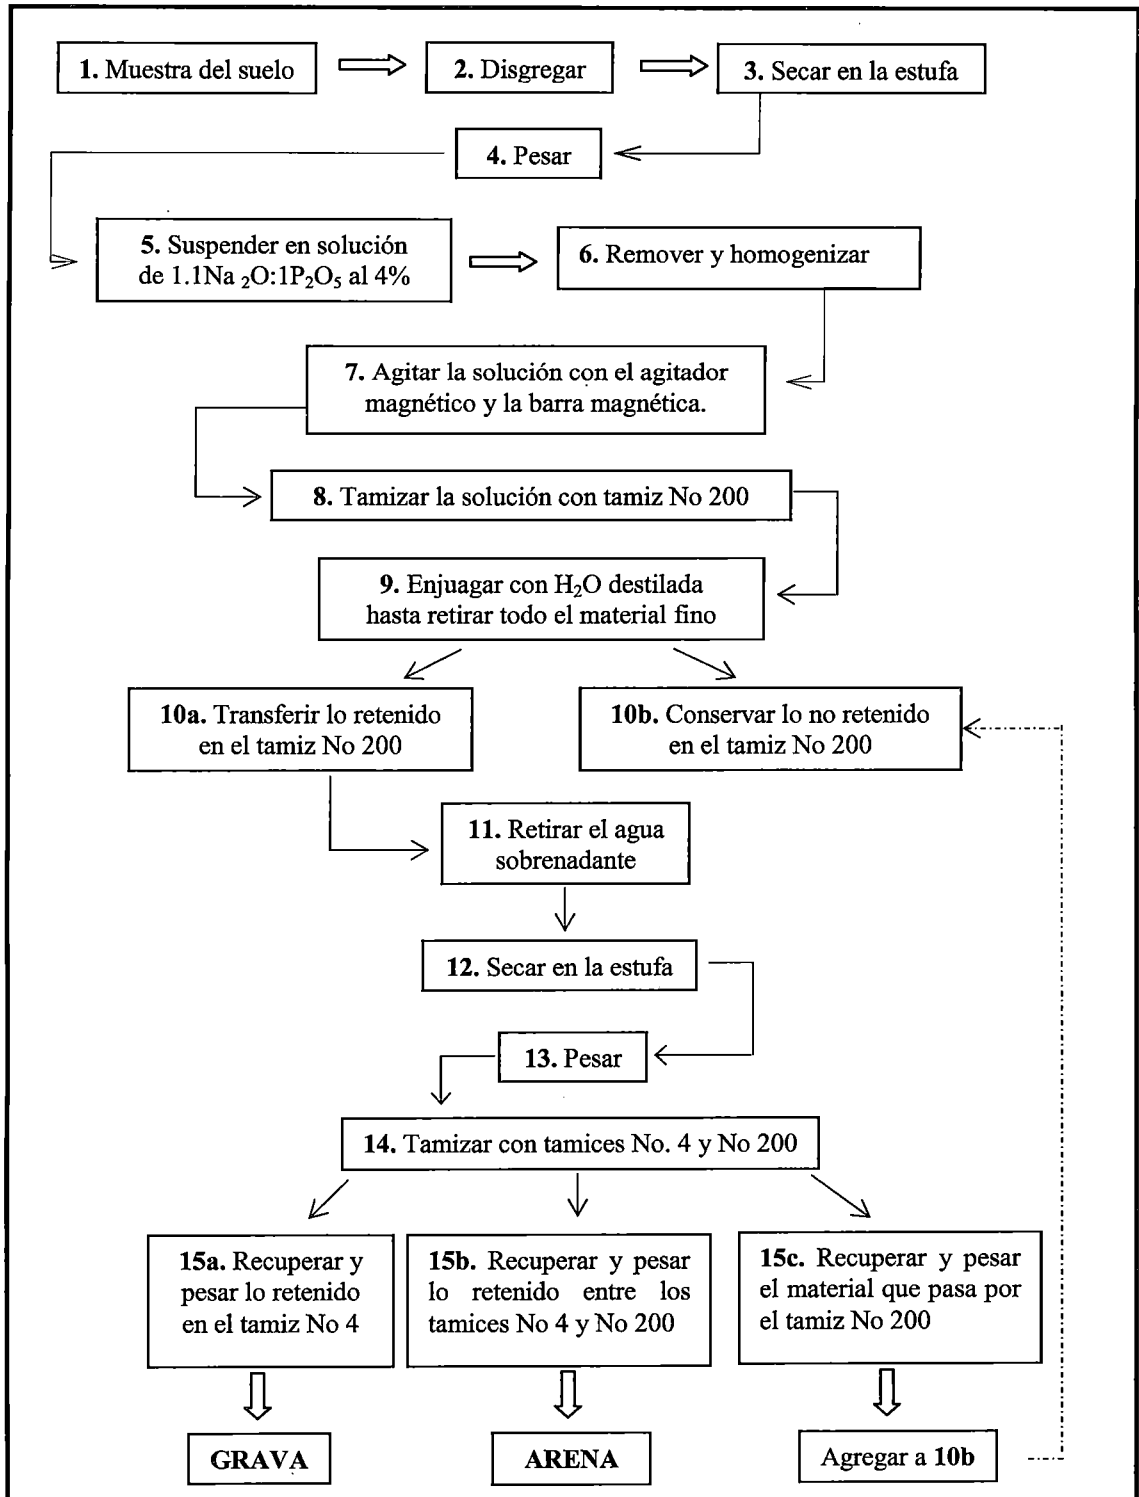 1. Muestra del suelo
2. Disgregar
3. Secar en la estufa
4. Pesar
5. Suspender en solución
de 1.1Na ₂O:1P₂O₅ al 4%
6. Remover y homogenizar
7. Agitar la solución con el agitador
magnético y la barra magnética.
8. Tamizar la solución con tamiz No 200
9. Enjuagar con H₂O destilada
hasta retirar todo el material fino
10a. Transferir lo retenido
en el tamiz No 200
10b. Conservar lo no retenido
en el tamiz No 200
11. Retirar el agua
sobrenadante
12. Secar en la estufa
13. Pesar
14. Tamizar con tamices No. 4 y No 200
15a. Recuperar y
pesar lo retenido
en el tamiz No 4
15b. Recuperar y pesar
lo retenido entre los
tamices No 4 y No 200
15c. Recuperar y pesar
el material que pasa por
el tamiz No 200
GRAVA
ARENA
Agregar a 10b